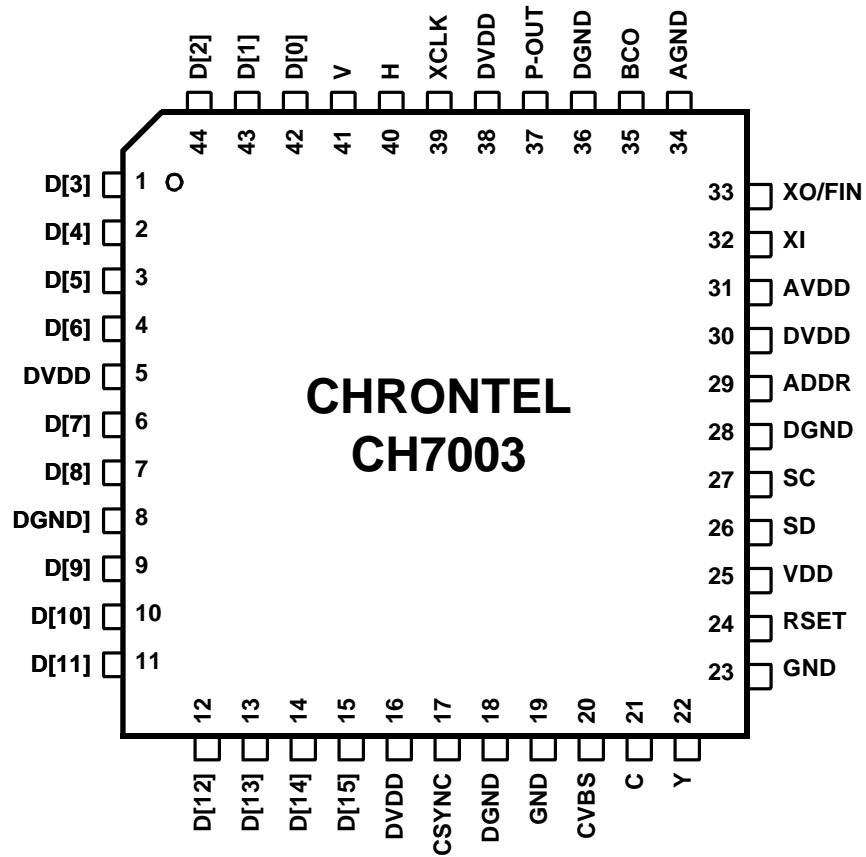 D[2]
D[1]
D[0]
V
H
XCLK
DVDD
P-OUT
DGND
BCO
AGND
44
43
42
41
40
39
38
37
36
35
34
D[3] 1
D[4] 2
D[5] 3
D[6] 4
DVDD 5
D[7] 6
D[8] 7
DGND] 8
D[9] 9
D[10] 10
D[11] 11
CHRONTEL
CH7003
33 XO/FIN
32 XI
31 AVDD
30 DVDD
29 ADDR
28 DGND
27 SC
26 SD
25 VDD
24 RSET
23 GND
12
13
14
15
16
17
18
19
20
21
22
D[12]
D[13]
D[14]
D[15]
DVDD
CSYNC
DGND
GND
CVBS
C
Y